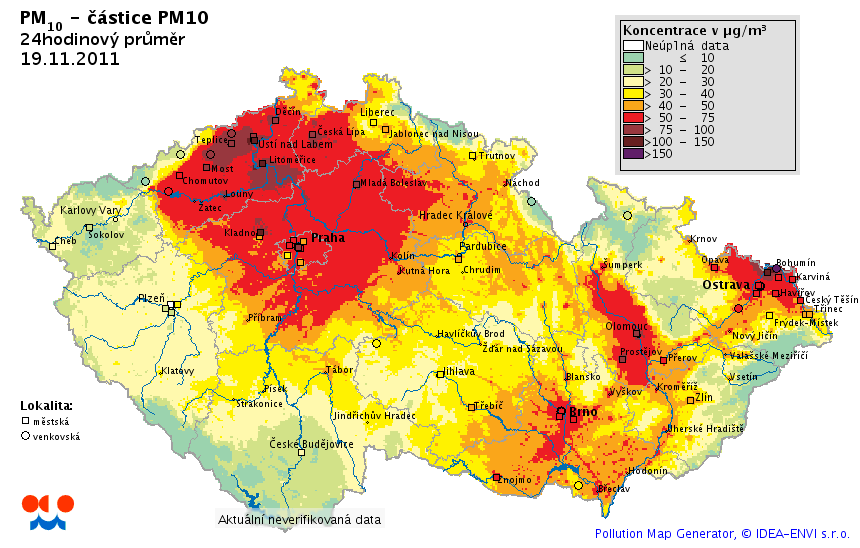 PM10 - částice PM10
24hodinový průměr
19.11.2011
Koncentrace v µg/m³
Neúplná data
≤ 10
> 10 - 20
> 20 - 30
> 30 - 40
> 40 - 50
> 50 - 75
> 75 - 100
>100 - 150
>150
Děčín
Liberec
Teplice
Česká Lípa
Jablonec nad Nisou
Ústí nad Labem
Litoměřice
Trutnov
Most
Chomutov
Mladá Boleslav
Náchod
Louny
Žatec
Karlovy Vary
Hradec Králové
Sokolov
Cheb
Kladno
Praha
Pardubice
Krnov
Kolín
Opava
Bohumín
Kutná Hora
Chrudim
Šumperk
Karviná
Ostrava
Havířov
Plzeň
Český Těšín
Třinec
Příbram
Frýdek-Místek
Olomouc
Havlíčkův Brod
Nový Jičín
Žďár nad Sázavou
Prostějov
Přerov
Valašské Meziříčí
Klatovy
Tábor
Jihlava
Blansko
Vsetín
Písek
Vyškov
Kroměříž
Strakonice
Zlín
Třebíč
Jindřichův Hradec
Brno
Uherské Hradiště
České Budějovice
Hodonín
Znojmo
Břeclav
Lokalita:
městská
venkovská
Aktuální neverifikovaná data
Pollution Map Generator, © IDEA-ENVI s.r.o.